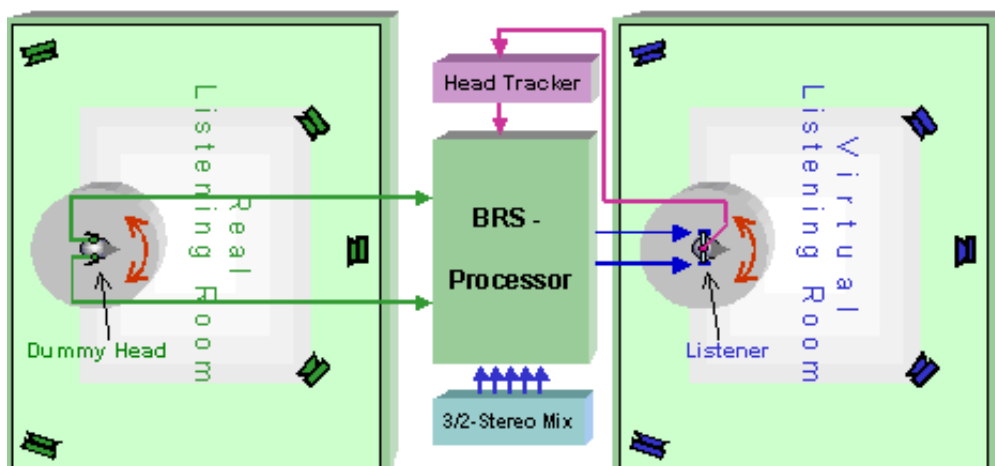 Real
Listening Room
Dummy Head
Head Tracker
BRS -
Processor
3/2-Stereo Mix
Virtual
Listening Room
Listener